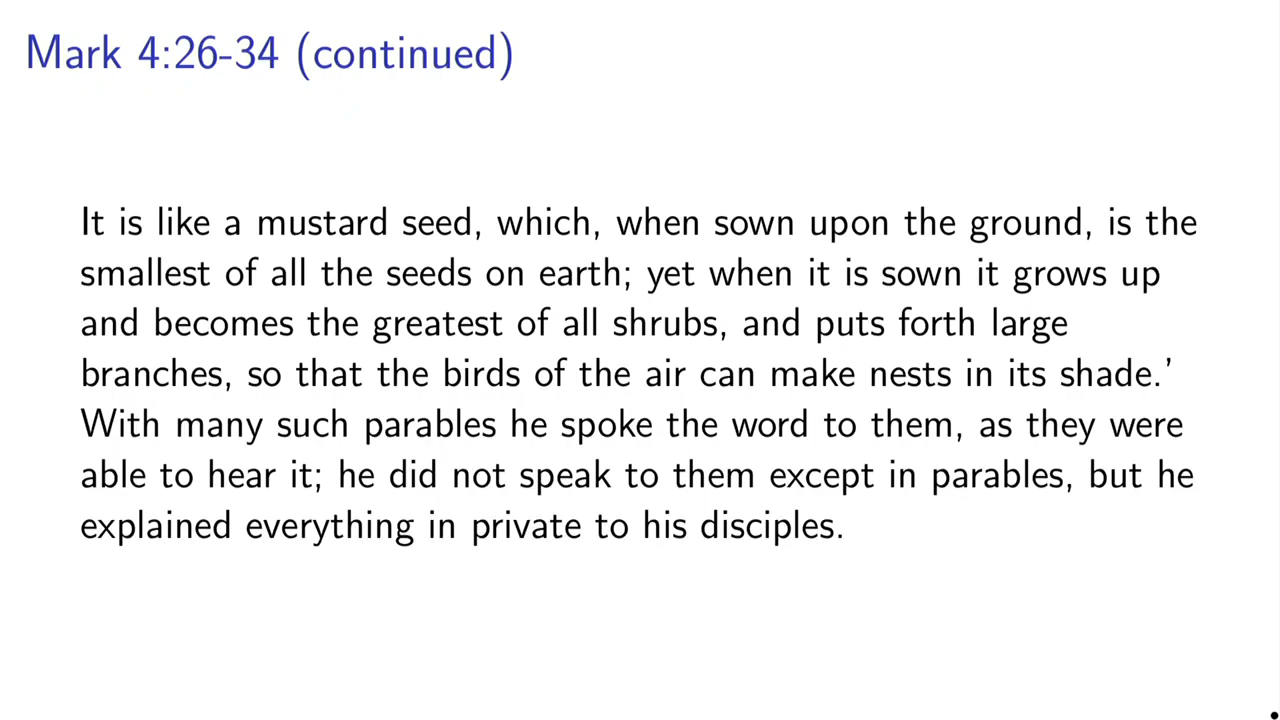 Mark 4:26-34 (continued)
It is like a mustard seed, which, when sown upon the ground, is the
smallest of all the seeds on earth; yet when it is sown it grows up
and becomes the greatest of all shrubs, and puts forth large
branches, so that the birds of the air can make nests in its shade.’
With many such parables he spoke the word to them, as they were
able to hear it; he did not speak to them except in parables, but he
explained everything in private to his disciples.